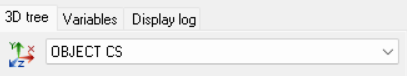 3D tree Variables Display log
Y X Z OBJECT CS